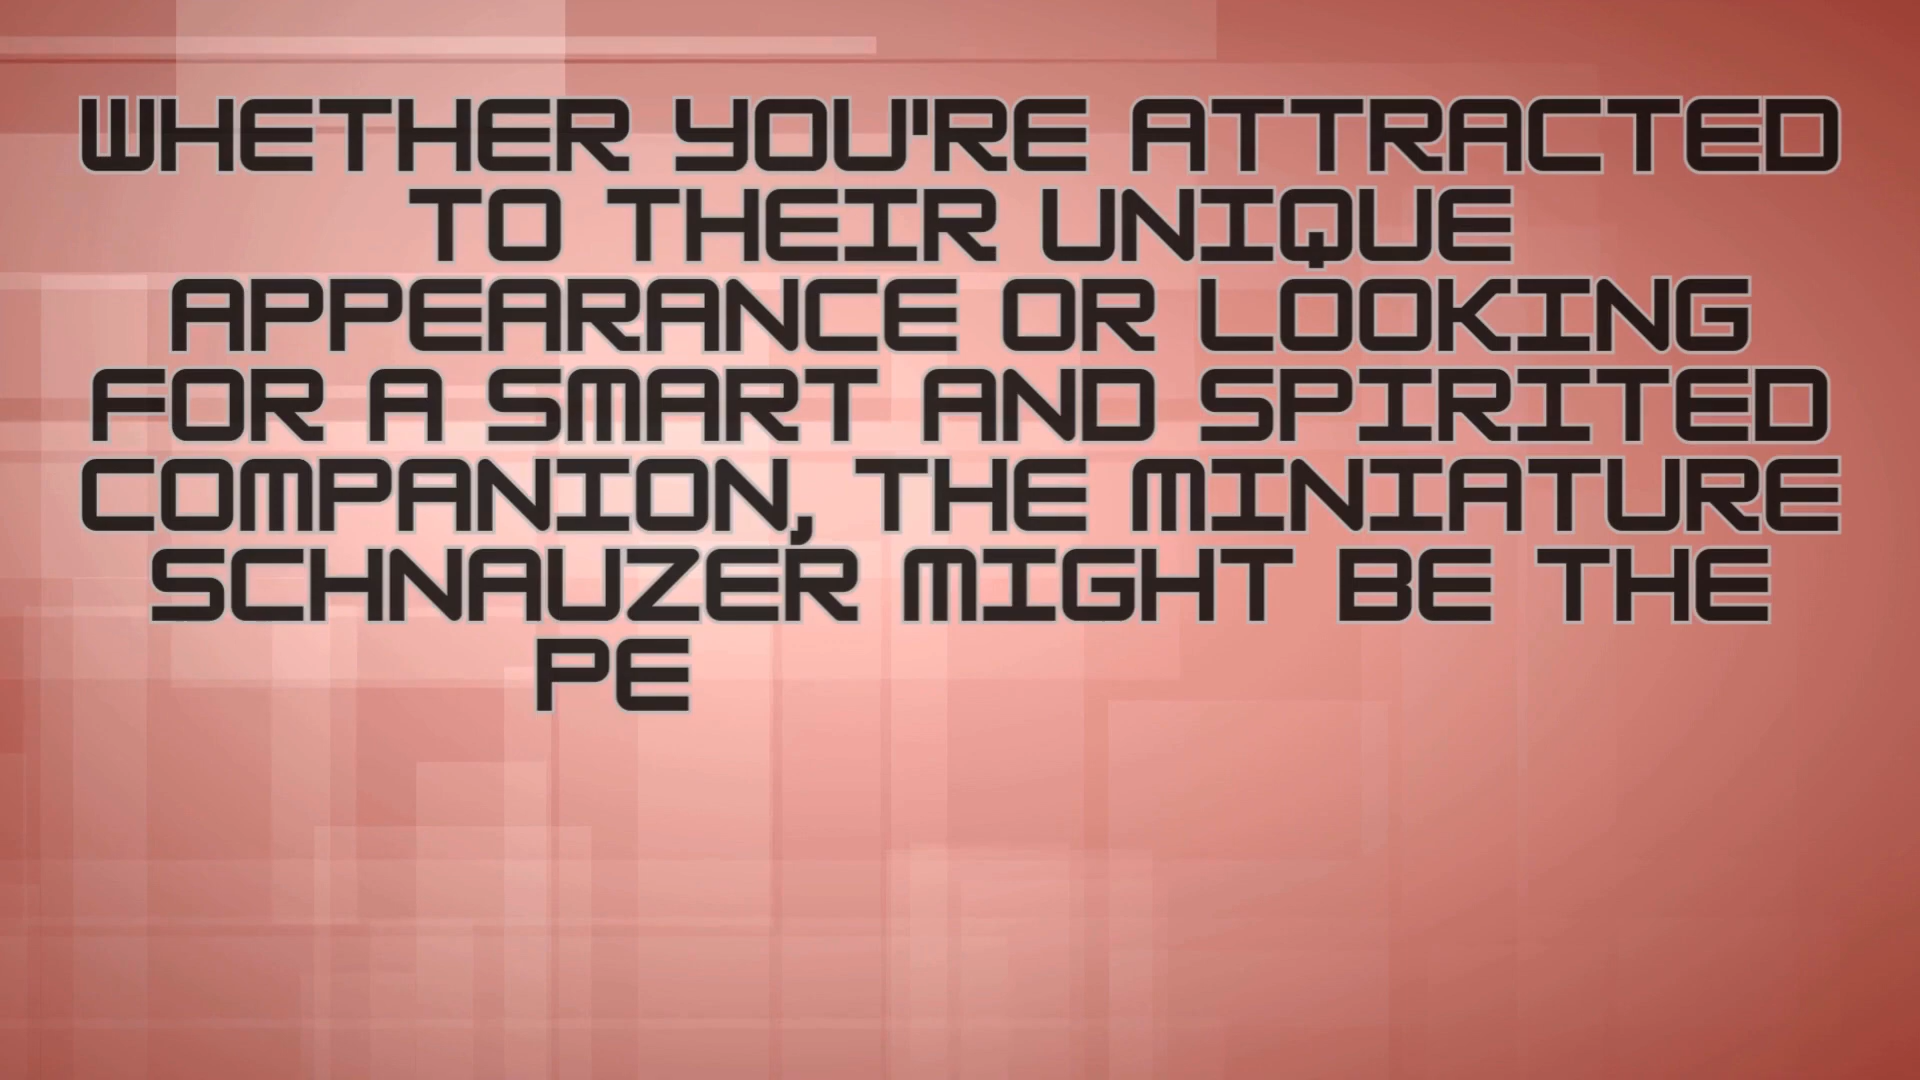 WHETHER YOU'RE ATTRACTED
TO THEIR UNIQUE
APPEARANCE OR LOOKING
FOR A SMART AND SPIRITED
COMPANION, THE MINIATURE
SCHNAUZER MIGHT BE THE
PE